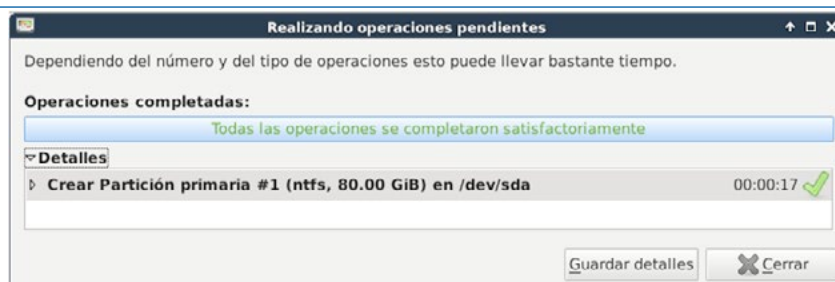 Realizando operaciones pendientes
Dependiendo del número y del tipo de operaciones esto puede llevar bastante tiempo.
Operaciones completadas:
Todas las operaciones se completaron satisfactoriamente
Detalles
Crear Partición primaria #1 (ntfs, 80.00 GiB) en /dev/sda 00:00:17
Guardar detalles Cerrar